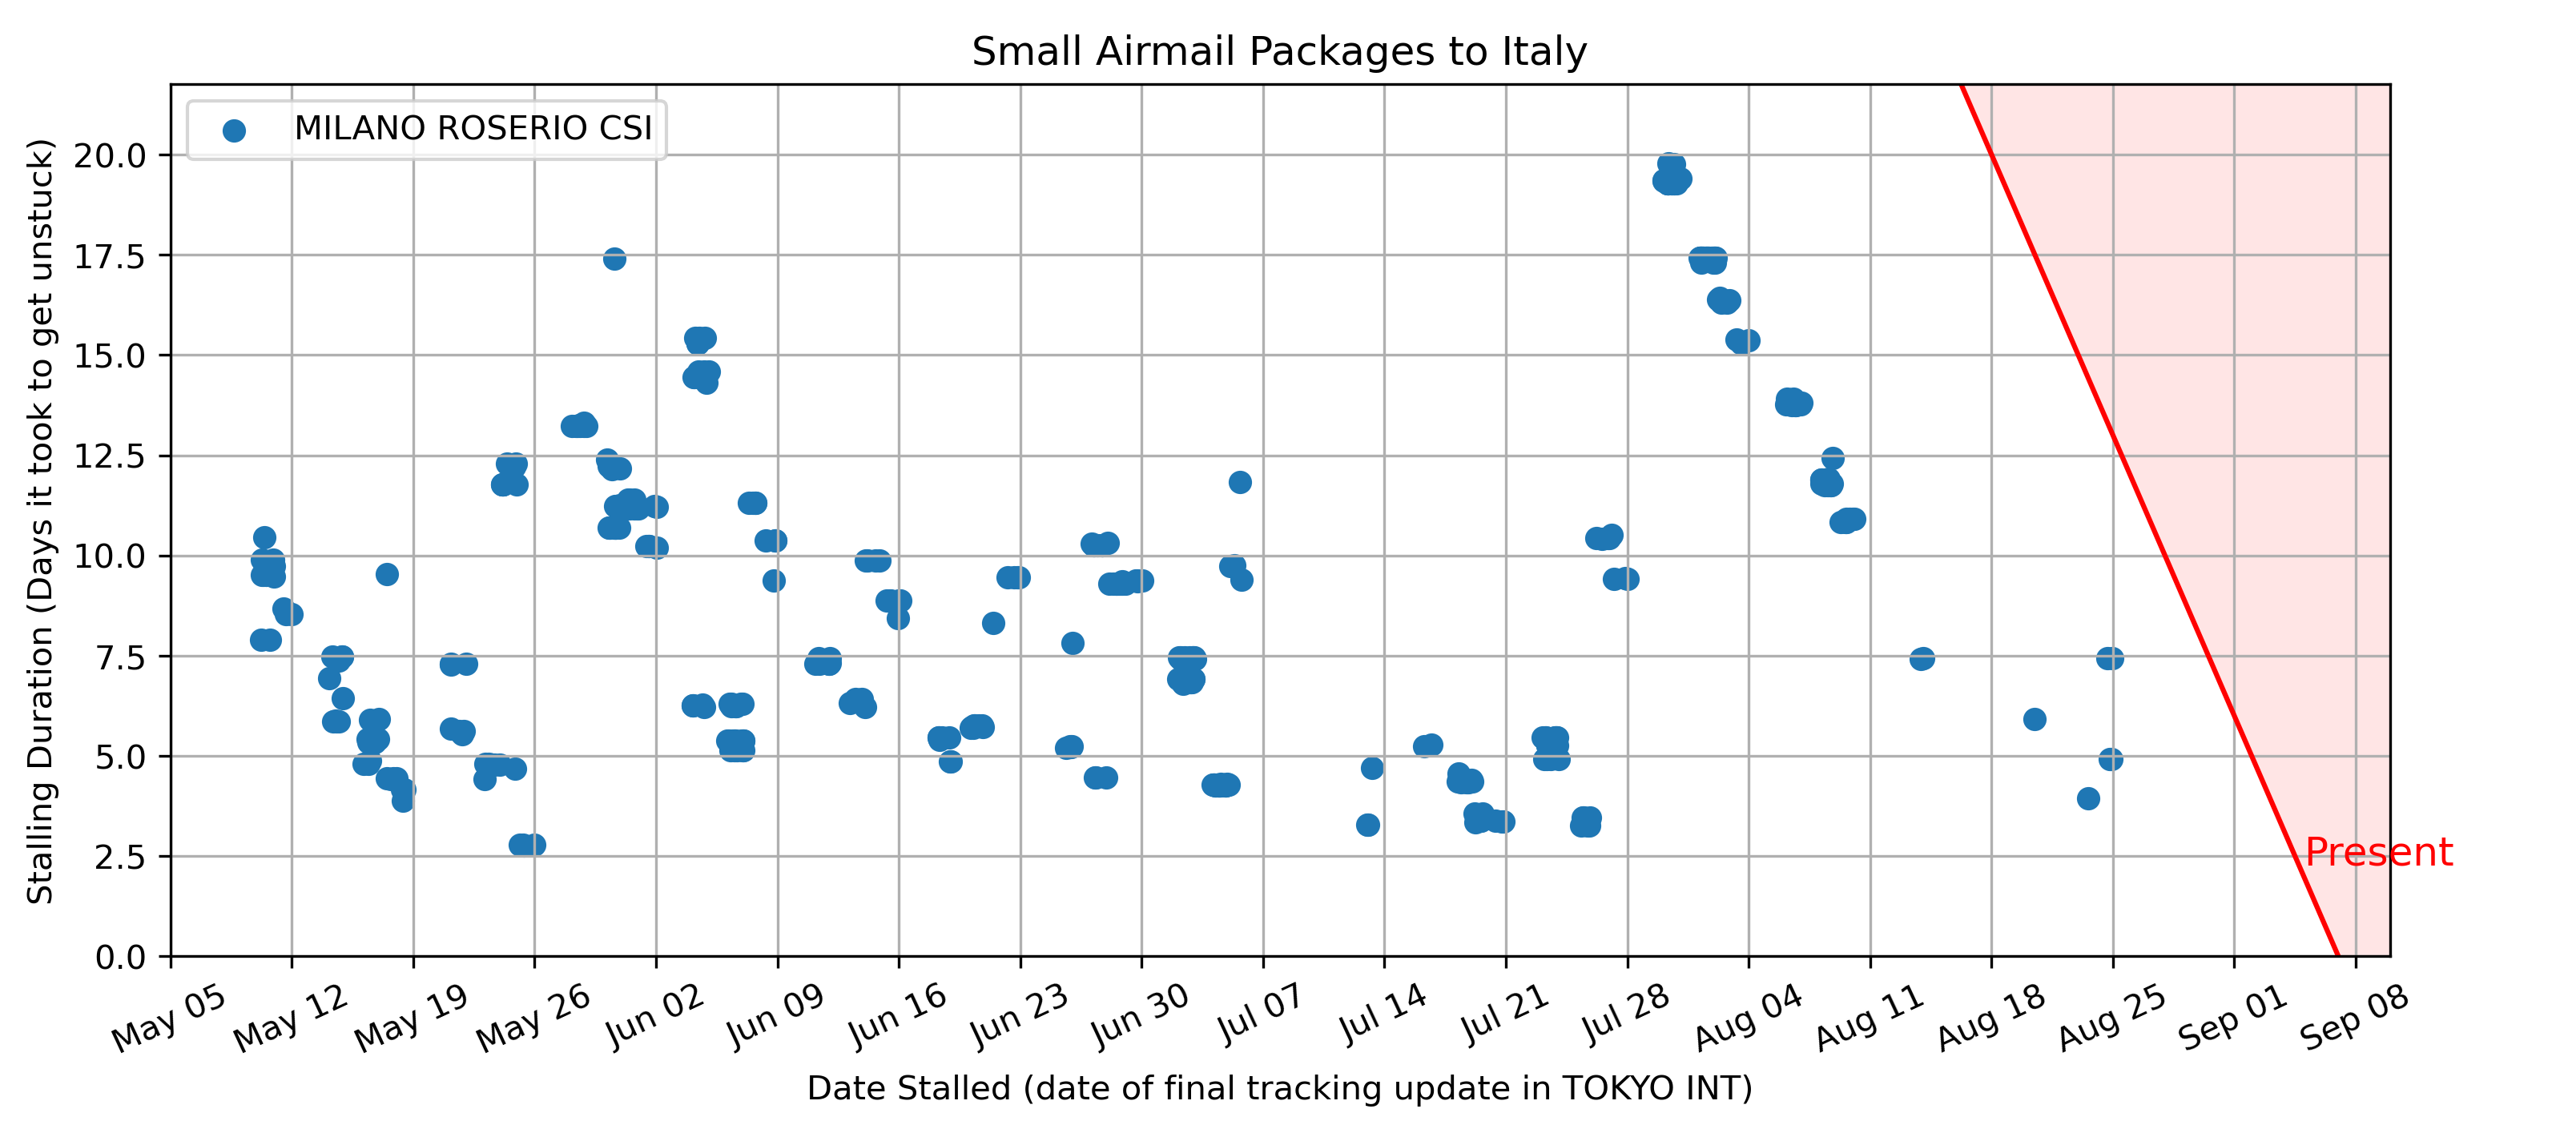 Small Airmail Packages to Italy
MILANO ROSERIO CSI
20.0
17.5
15.0
12.5
10.0
7.5
5.0
2.5
0.0
Stalling Duration (Days it took to get unstuck)
Present
May 05
May 12
May 19
May 26
Jun 02
Jun 09
Jun 16
Jun 23
Jun 30
Jul 07
Jul 14
Jul 21
Jul 28
Aug 04
Aug 11
Aug 18
Aug 25
Sep 01
Sep 08
Date Stalled (date of final tracking update in TOKYO INT)